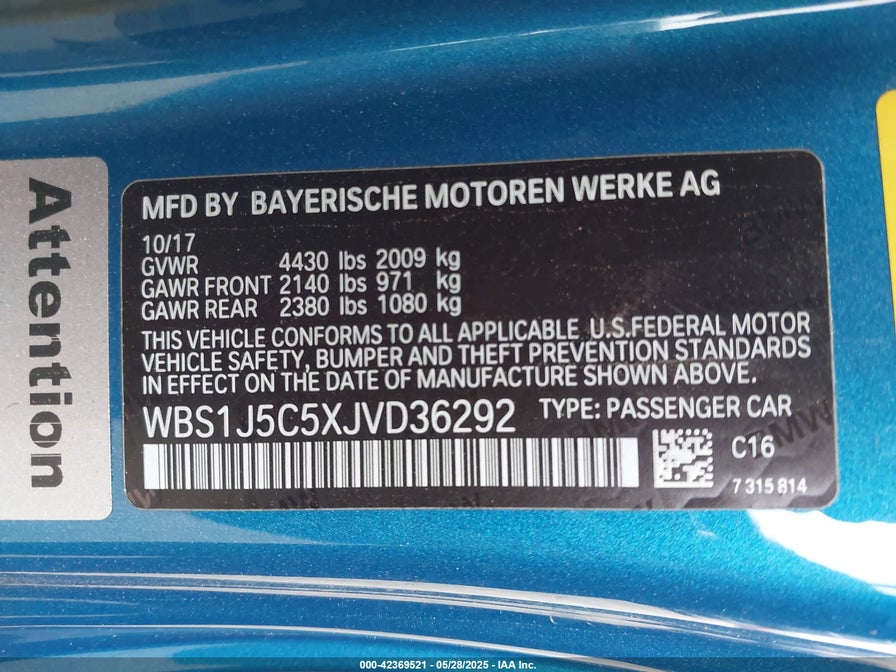 Attention
MFD BY BAYERISCHE MOTOREN WERKE AG
10/17
GVWR 4430 lbs 2009 kg
GAWR FRONT 2140 lbs 971 kg
GAWR REAR 2380 lbs 1080 kg
THIS VEHICLE CONFORMS TO ALL APPLICABLE U.S.FEDERAL MOTOR
VEHICLE SAFETY, BUMPER AND THEFT PREVENTION STANDARDS
IN EFFECT ON THE DATE OF MANUFACTURE SHOWN ABOVE.
WBS1J5C5XJVD36292 TYPE: PASSENGER CAR
C16
7 315 814
000-42369521 - 05/28/2025 - IAA Inc.